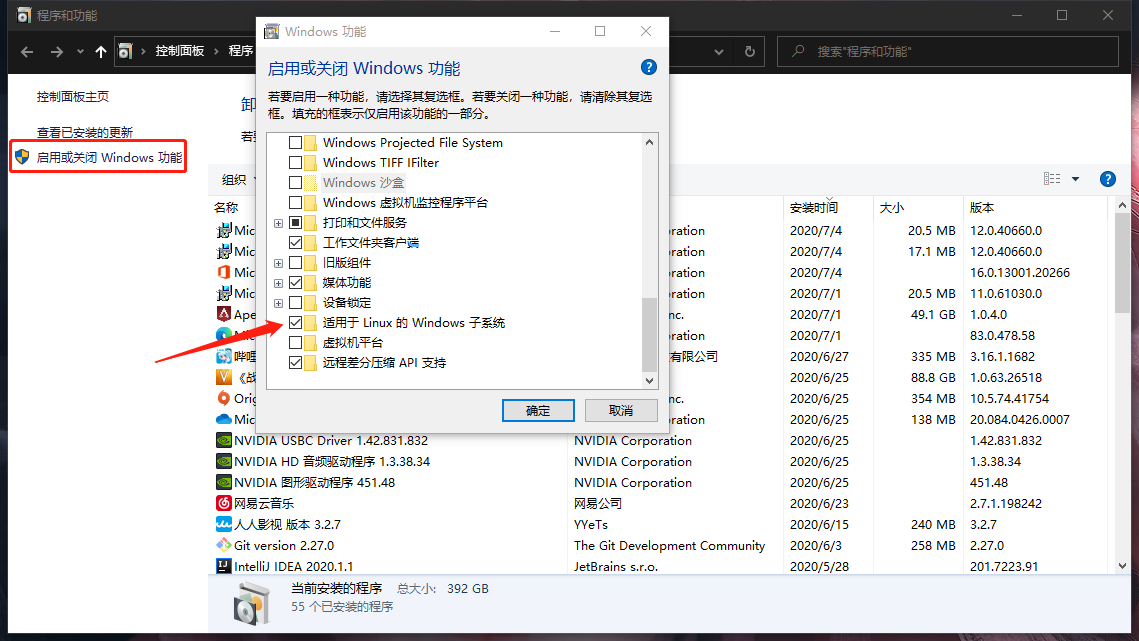 程序和功能
控制面板
程序
搜索"程序和功能"
控制面板主页
查看已安装的更新
启用或关闭 Windows 功能
卸
若要
组织
名称
安装时间
大小
版本
Mic
ration
2020/7/4
20.5 MB
12.0.40660.0
Mic
ration
2020/7/4
17.1 MB
12.0.40660.0
Mic
ration
2020/7/4
16.0.13001.20266
Mic
ration
2020/7/1
20.5 MB
11.0.61030.0
Ape
nc.
2020/7/1
49.1 GB
1.0.4.0
Mic
ration
2020/7/1
83.0.478.58
哔哩
有限公司
2020/6/27
335 MB
3.16.1.1682
《战
2020/6/25
88.8 GB
1.0.63.26518
Orig
nc.
2020/6/25
354 MB
10.5.74.41754
Mic
ration
2020/6/25
138 MB
20.084.0426.0007
NVIDIA USBC Driver 1.42.831.832
NVIDIA Corporation
2020/6/25
1.42.831.832
NVIDIA HD 音频驱动程序 1.3.38.34
NVIDIA Corporation
2020/6/25
1.3.38.34
NVIDIA 图形驱动程序 451.48
NVIDIA Corporation
2020/6/25
451.48
网易云音乐
网易公司
2020/6/23
2.7.1.198242
人人影视 版本 3.2.7
YYeTs
2020/6/15
240 MB
3.2.7
Git version 2.27.0
The Git Development Community
2020/6/3
258 MB
2.27.0
IntelliJ IDEA 2020.1.1
JetBrains s.r.o.
2020/5/28
201.7223.91
当前安装的程序 总大小: 392 GB
55 个已安装的程序
Windows 功能
启用或关闭 Windows 功能
若要启用一种功能，请选择其复选框。若要关闭一种功能，请清除其复选
框。填充的框表示仅启用该功能的一部分。
Windows Projected File System
Windows TIFF IFilter
Windows 沙盒
Windows 虚拟机监控程序平台
打印和文件服务
工作文件夹客户端
旧版组件
媒体功能
设备锁定
适用于 Linux 的 Windows 子系统
虚拟机平台
远程差分压缩 API 支持
确定
取消